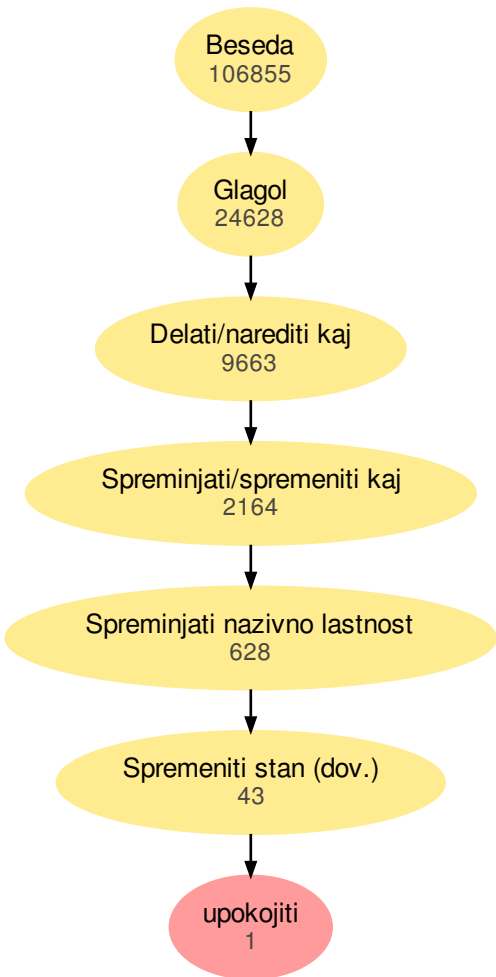 Beseda
106855
Glagol
24628
Delati/narediti kaj
9663
Spreminjati/spremeniti kaj
2164
Spreminjati nazivno lastnost
628
Spremeniti stan (dov.)
43
upokojiti
1